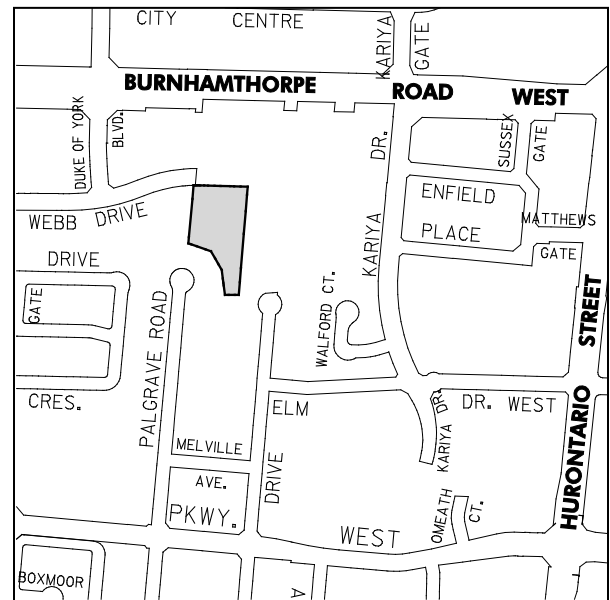 CITY CENTRE
KARIYA
GATE
BURNHAMTHORPE ROAD WEST
DUKE OF YORK
BLVD.
DR.
KARIYA
SUSSEX
GATE
ENFIELD
PLACE
MATTHEWS
GATE
WEBB DRIVE
DRIVE
GATE
CRES.
PALGRAVE ROAD
WALFORD CT.
STREET
HURONTARIO
ELM
DRIVE
DR. WEST
KARIYA DR.
MELVILLE
AVE.
PKWY.
WEST
OMEATH
CT.
BOXMOOR
A